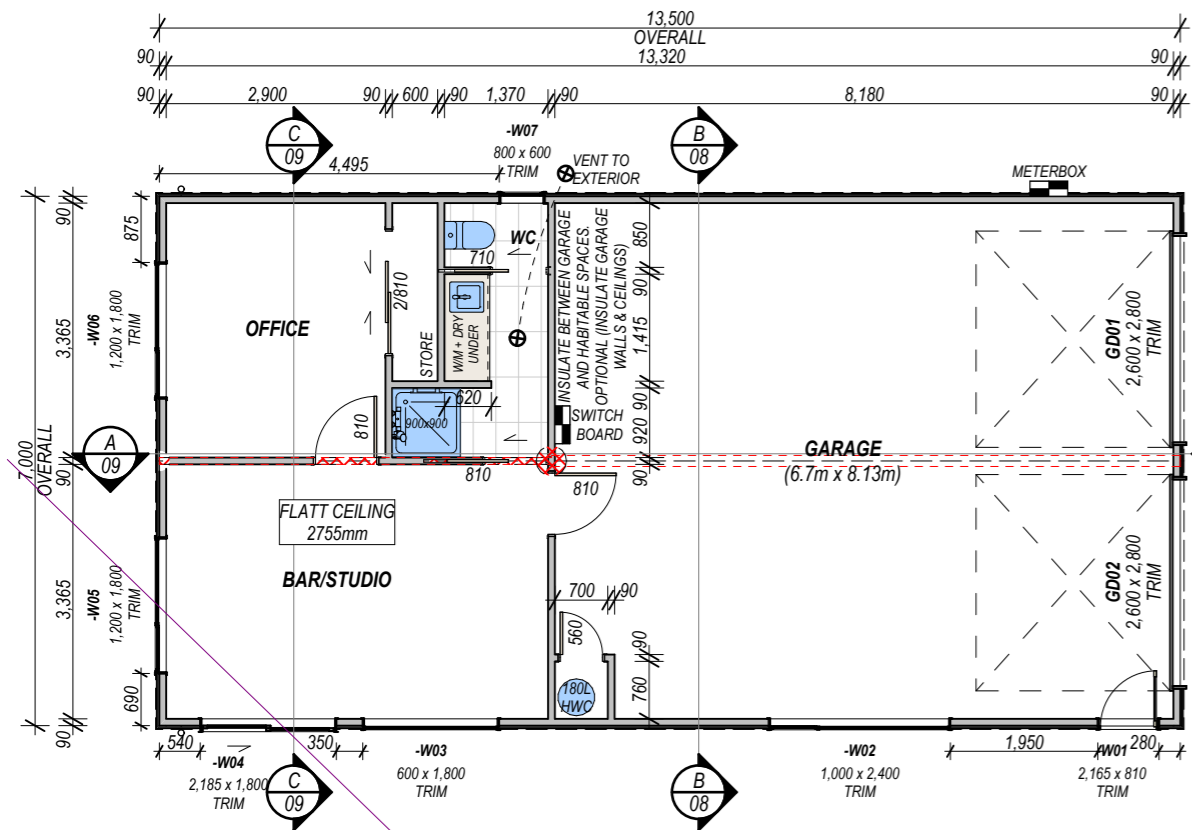 13,500
OVERALL
90
13,320
90
90
2,900
90
600
90
1,370
90
8,180
90
C
09
-W07
800 x 600
TRIM
B
08
4,495
VENT TO
EXTERIOR
METERBOX
7,000
OVERALL
90
3,365
90
3,365
90
875
690
-W06
1,200 x 1,800
TRIM
-W05
1,200 x 1,800
TRIM
A
09
OFFICE
2/810
STORE
810
WC
710
W/M + DRY
UNDER
620
900x900
810
INSULATE BETWEEN GARAGE
AND HABITABLE SPACES.
OPTIONAL (INSULATE GARAGE
WALLS & CEILINGS)
850
90
1,415
90
920
90
SWITCH
BOARD
GARAGE
(6.7m x 8.13m)
GD01
2,600 x 2,800
TRIM
GD02
2,600 x 2,800
TRIM
FLATT CEILING
2755mm
BAR/STUDIO
810
700
90
560
90
760
180L
HWC
540
350
-W04
2,185 x 1,800
TRIM
C
09
-W03
600 x 1,800
TRIM
B
08
-W02
1,000 x 2,400
TRIM
1,950
-W01
280
2,165 x 810
TRIM